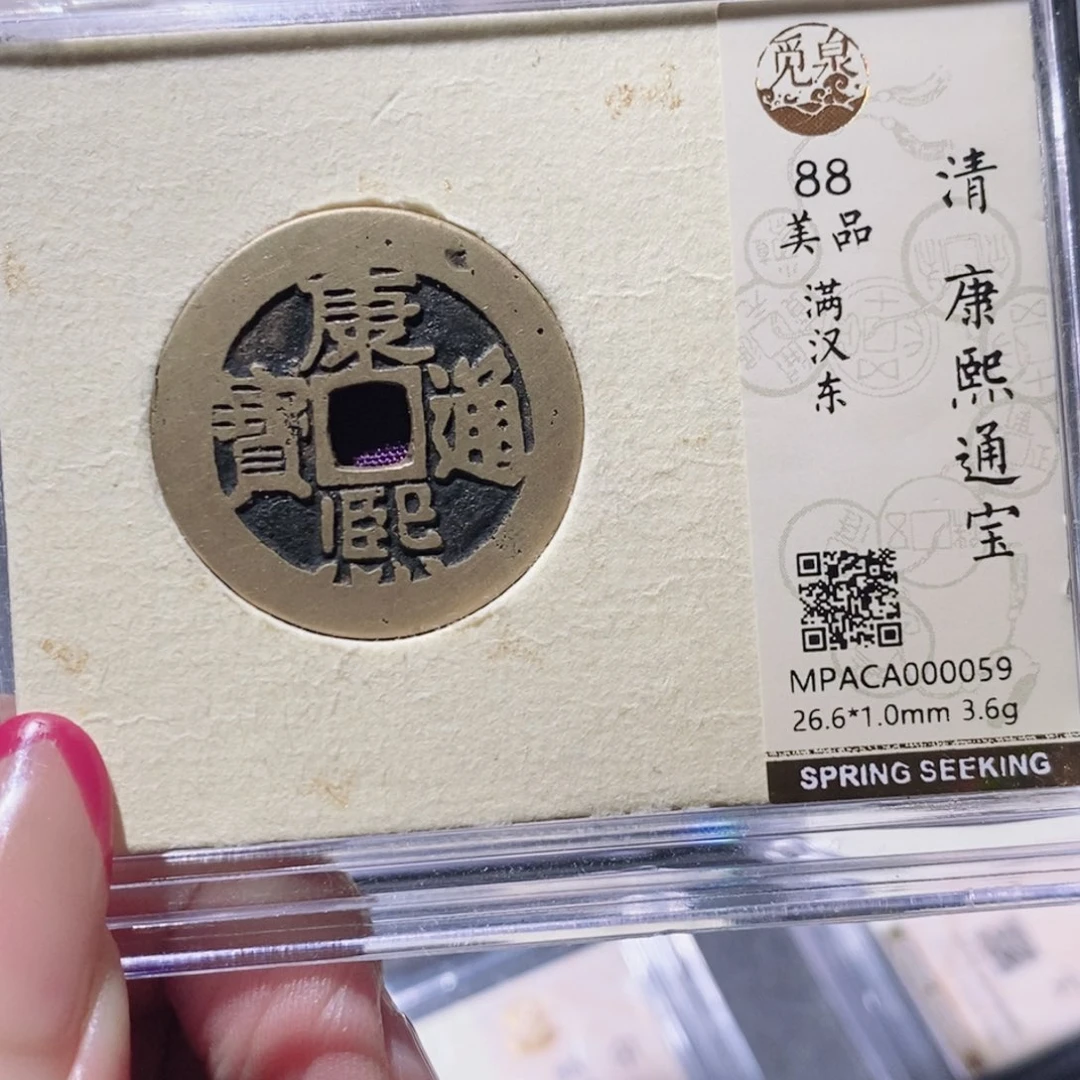 康熙通寶
觅泉
清 康熙通宝
88
美品
满汉东
MPACA000059
26.6*1.0mm 3.6g
SPRING SEEKING